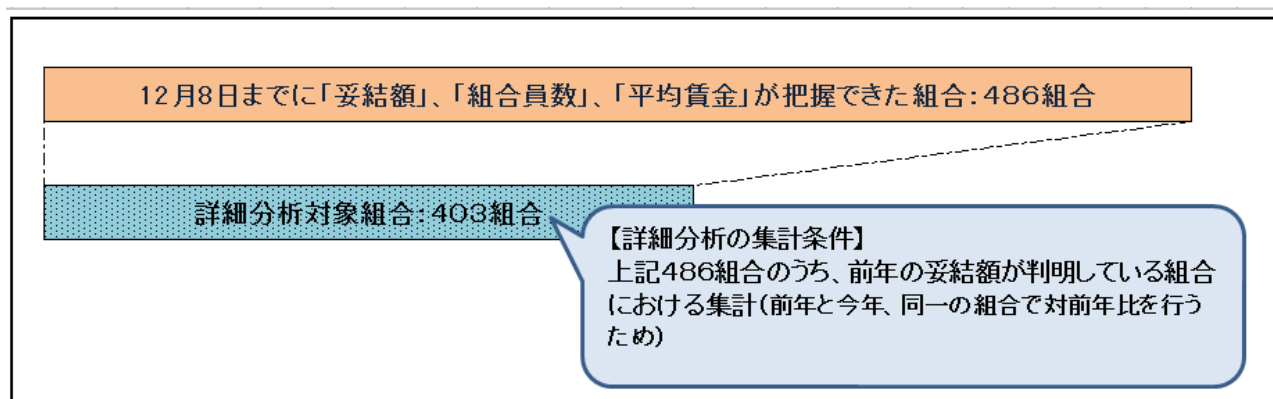 12月8日までに「妥結額」、「組合員数」、「平均賃金」が把握できた組合:486組合
詳細分析対象組合:403組合
【詳細分析の集計条件】
上記486組合のうち、前年の妥結額が判明している組合
における集計(前年と今年、同一の組合で対前年比を行う
ため)